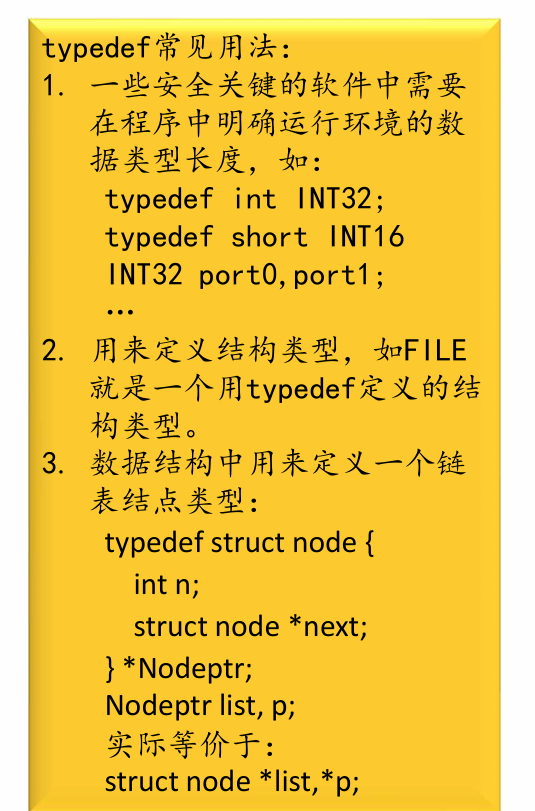 typedef常见用法：
1. 一些安全关键的软件中需要
在程序中明确运行环境的数
据类型长度，如：
typedef int INT32;
typedef short INT16
INT32 port0,port1;
…
2. 用来定义结构类型，如FILE
就是一个用typedef定义的结
构类型。
3. 数据结构中用来定义一个链
表结点类型：
typedef struct node {
int n;
struct node *next;
} *Nodeptr;
Nodeptr list, p;
实际等价于：
struct node *list,*p;